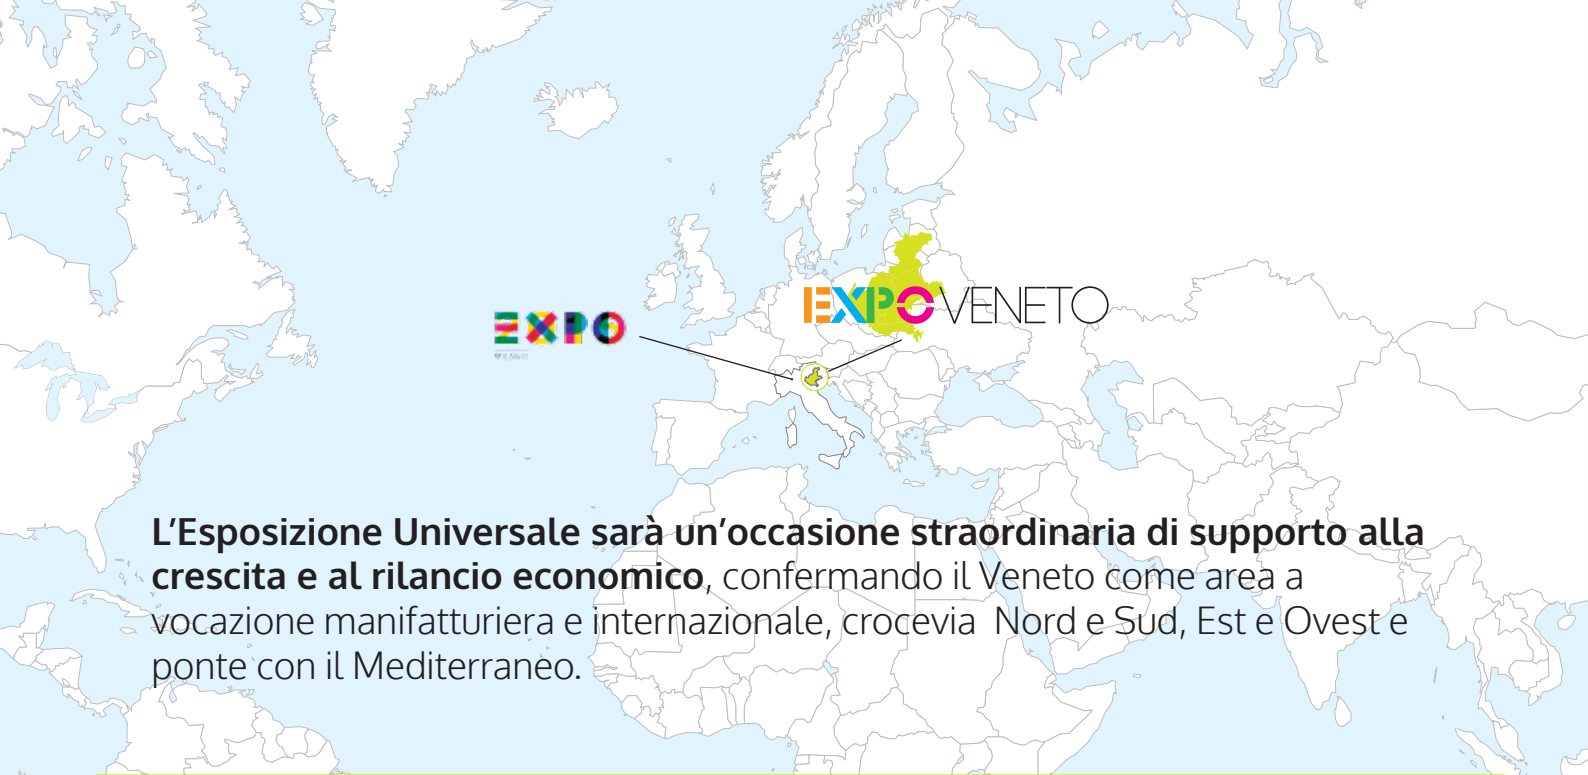 EXPO
MILANO
EXPO VENETO
L’Esposizione Universale sarà un’occasione straordinaria di supporto alla
crescita e al rilancio economico, confermando il Veneto come area a
vocazione manifatturiera e internazionale, crocevia  Nord e Sud, Est e Ovest e
ponte con il Mediterraneo.